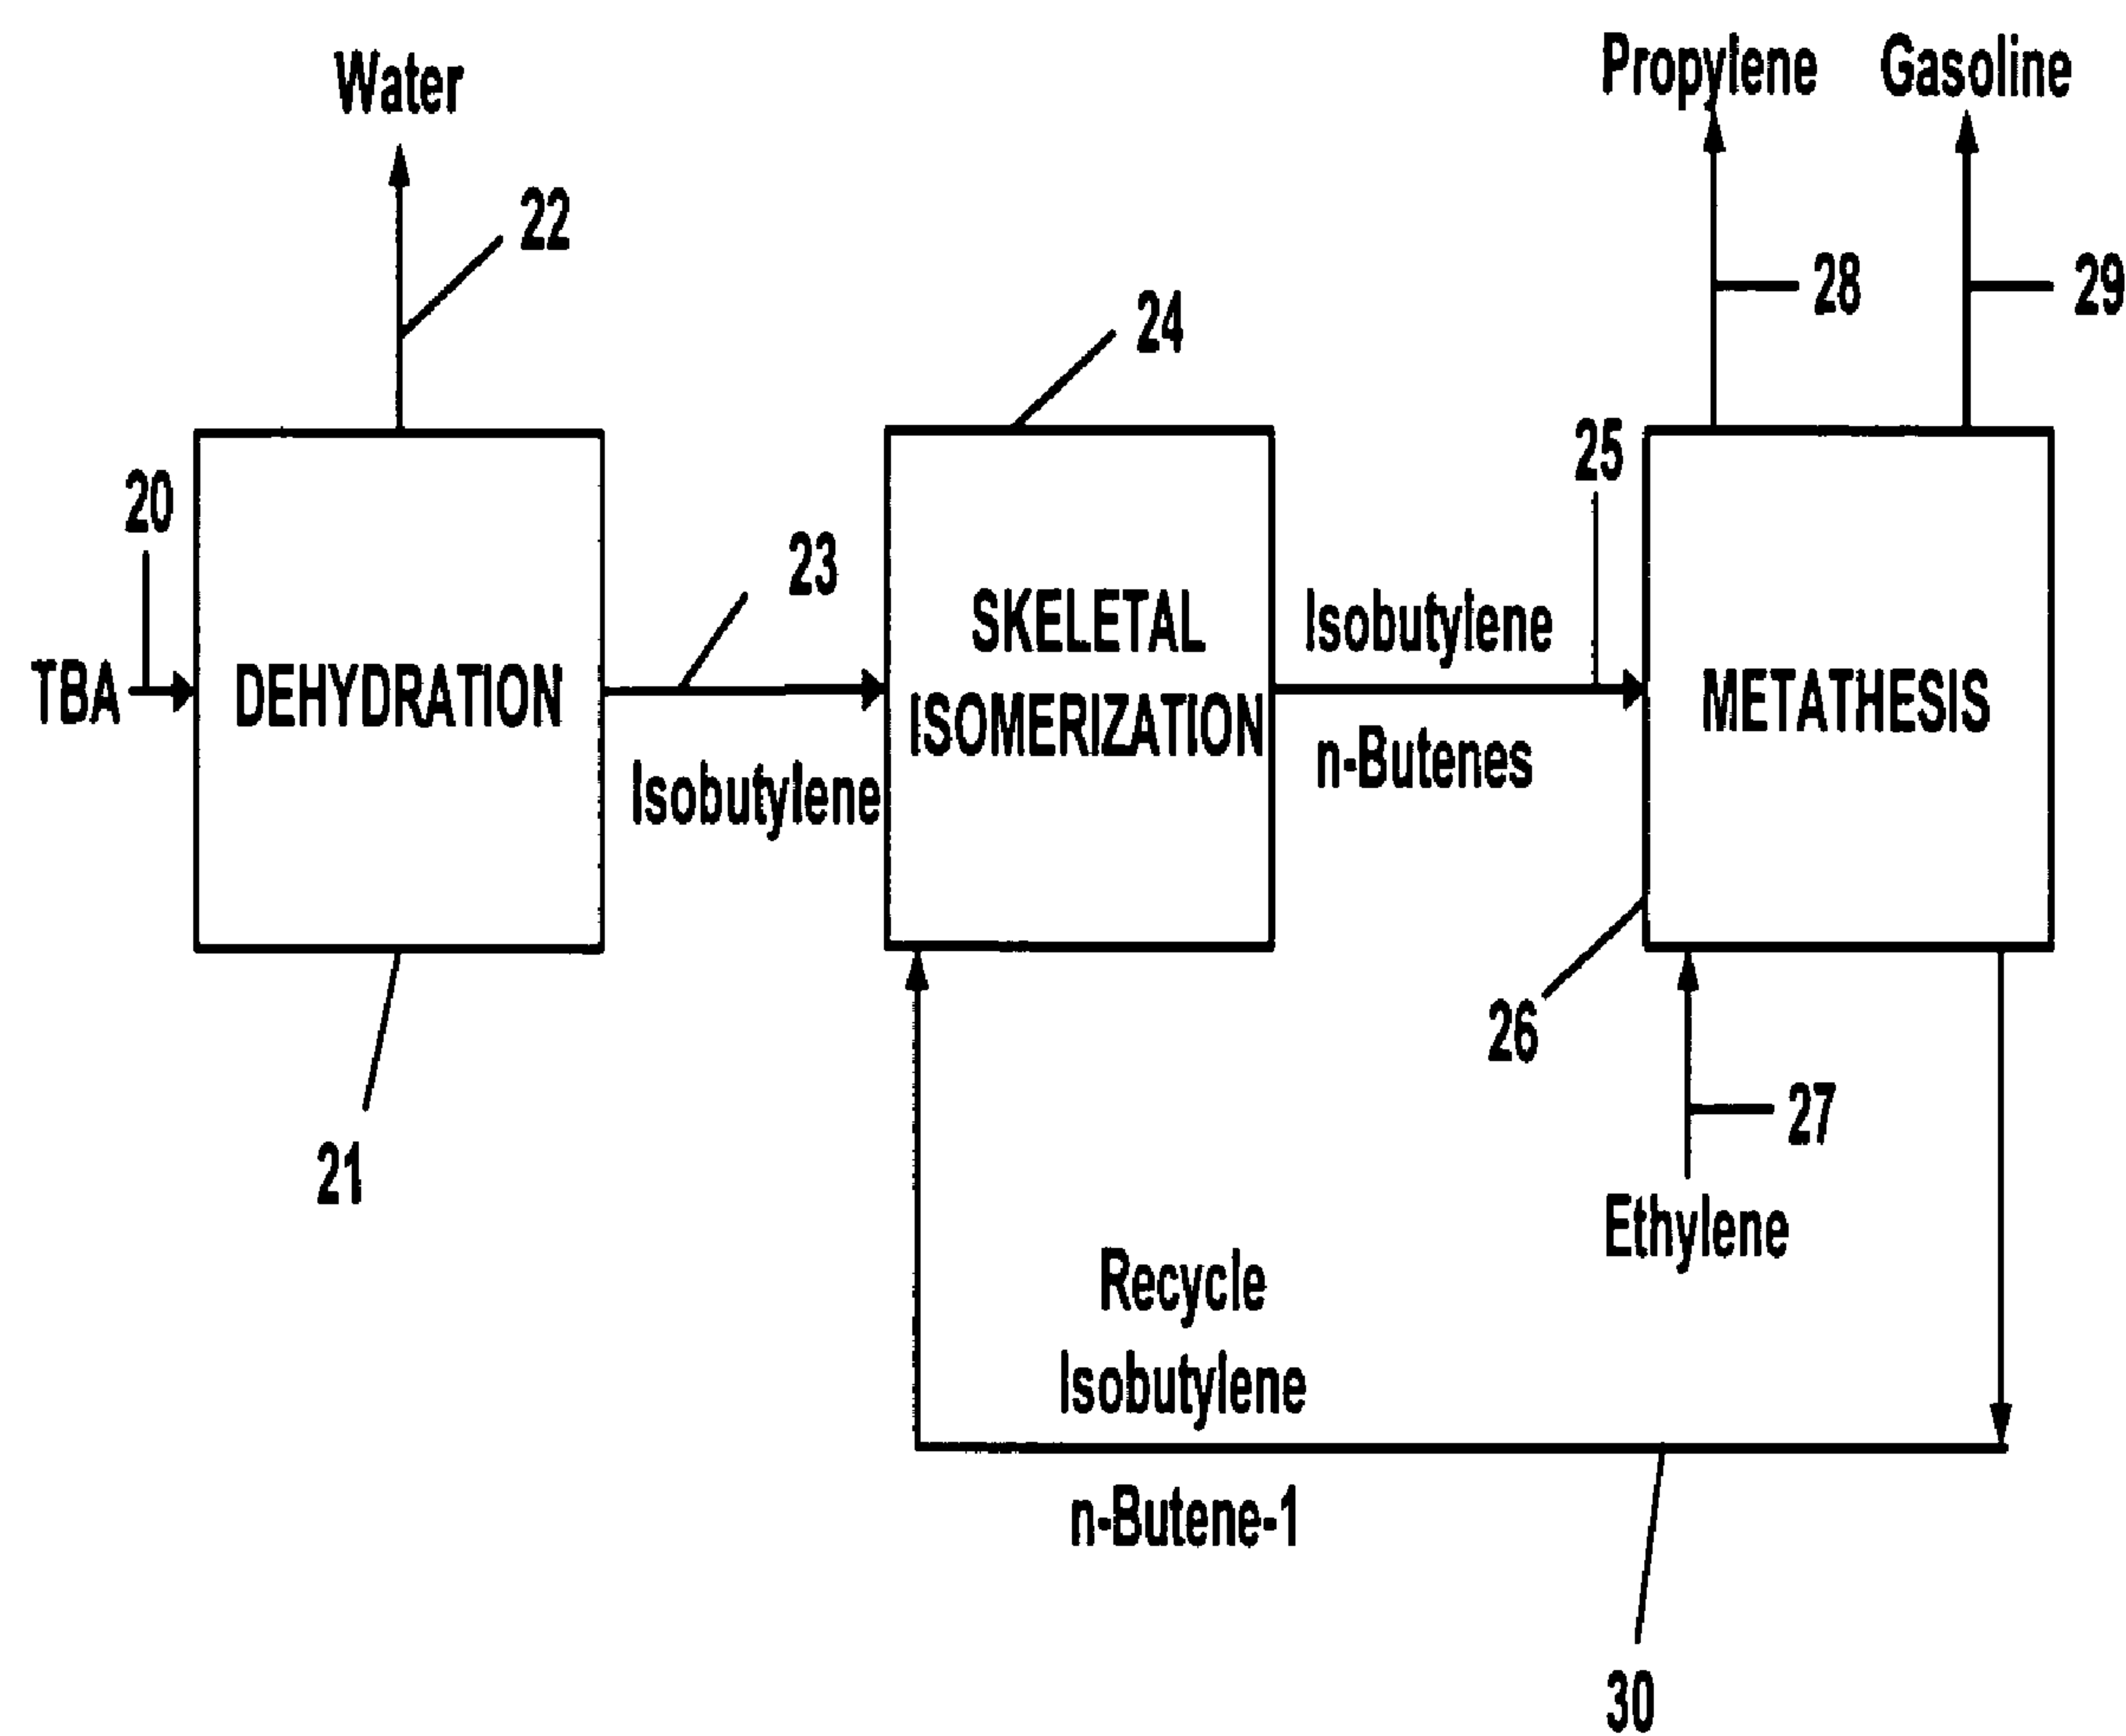 Water
Propylene
Gasoline
22
28
29
24
25
20
23
TBA
DEHYDRATION
Isobutylene
SKELETAL
ISOMERIZATION
Isobutylene
n-Butenes
METATHESIS
26
27
21
Ethylene
Recycle
Isobutylene
n-Butene-1
30